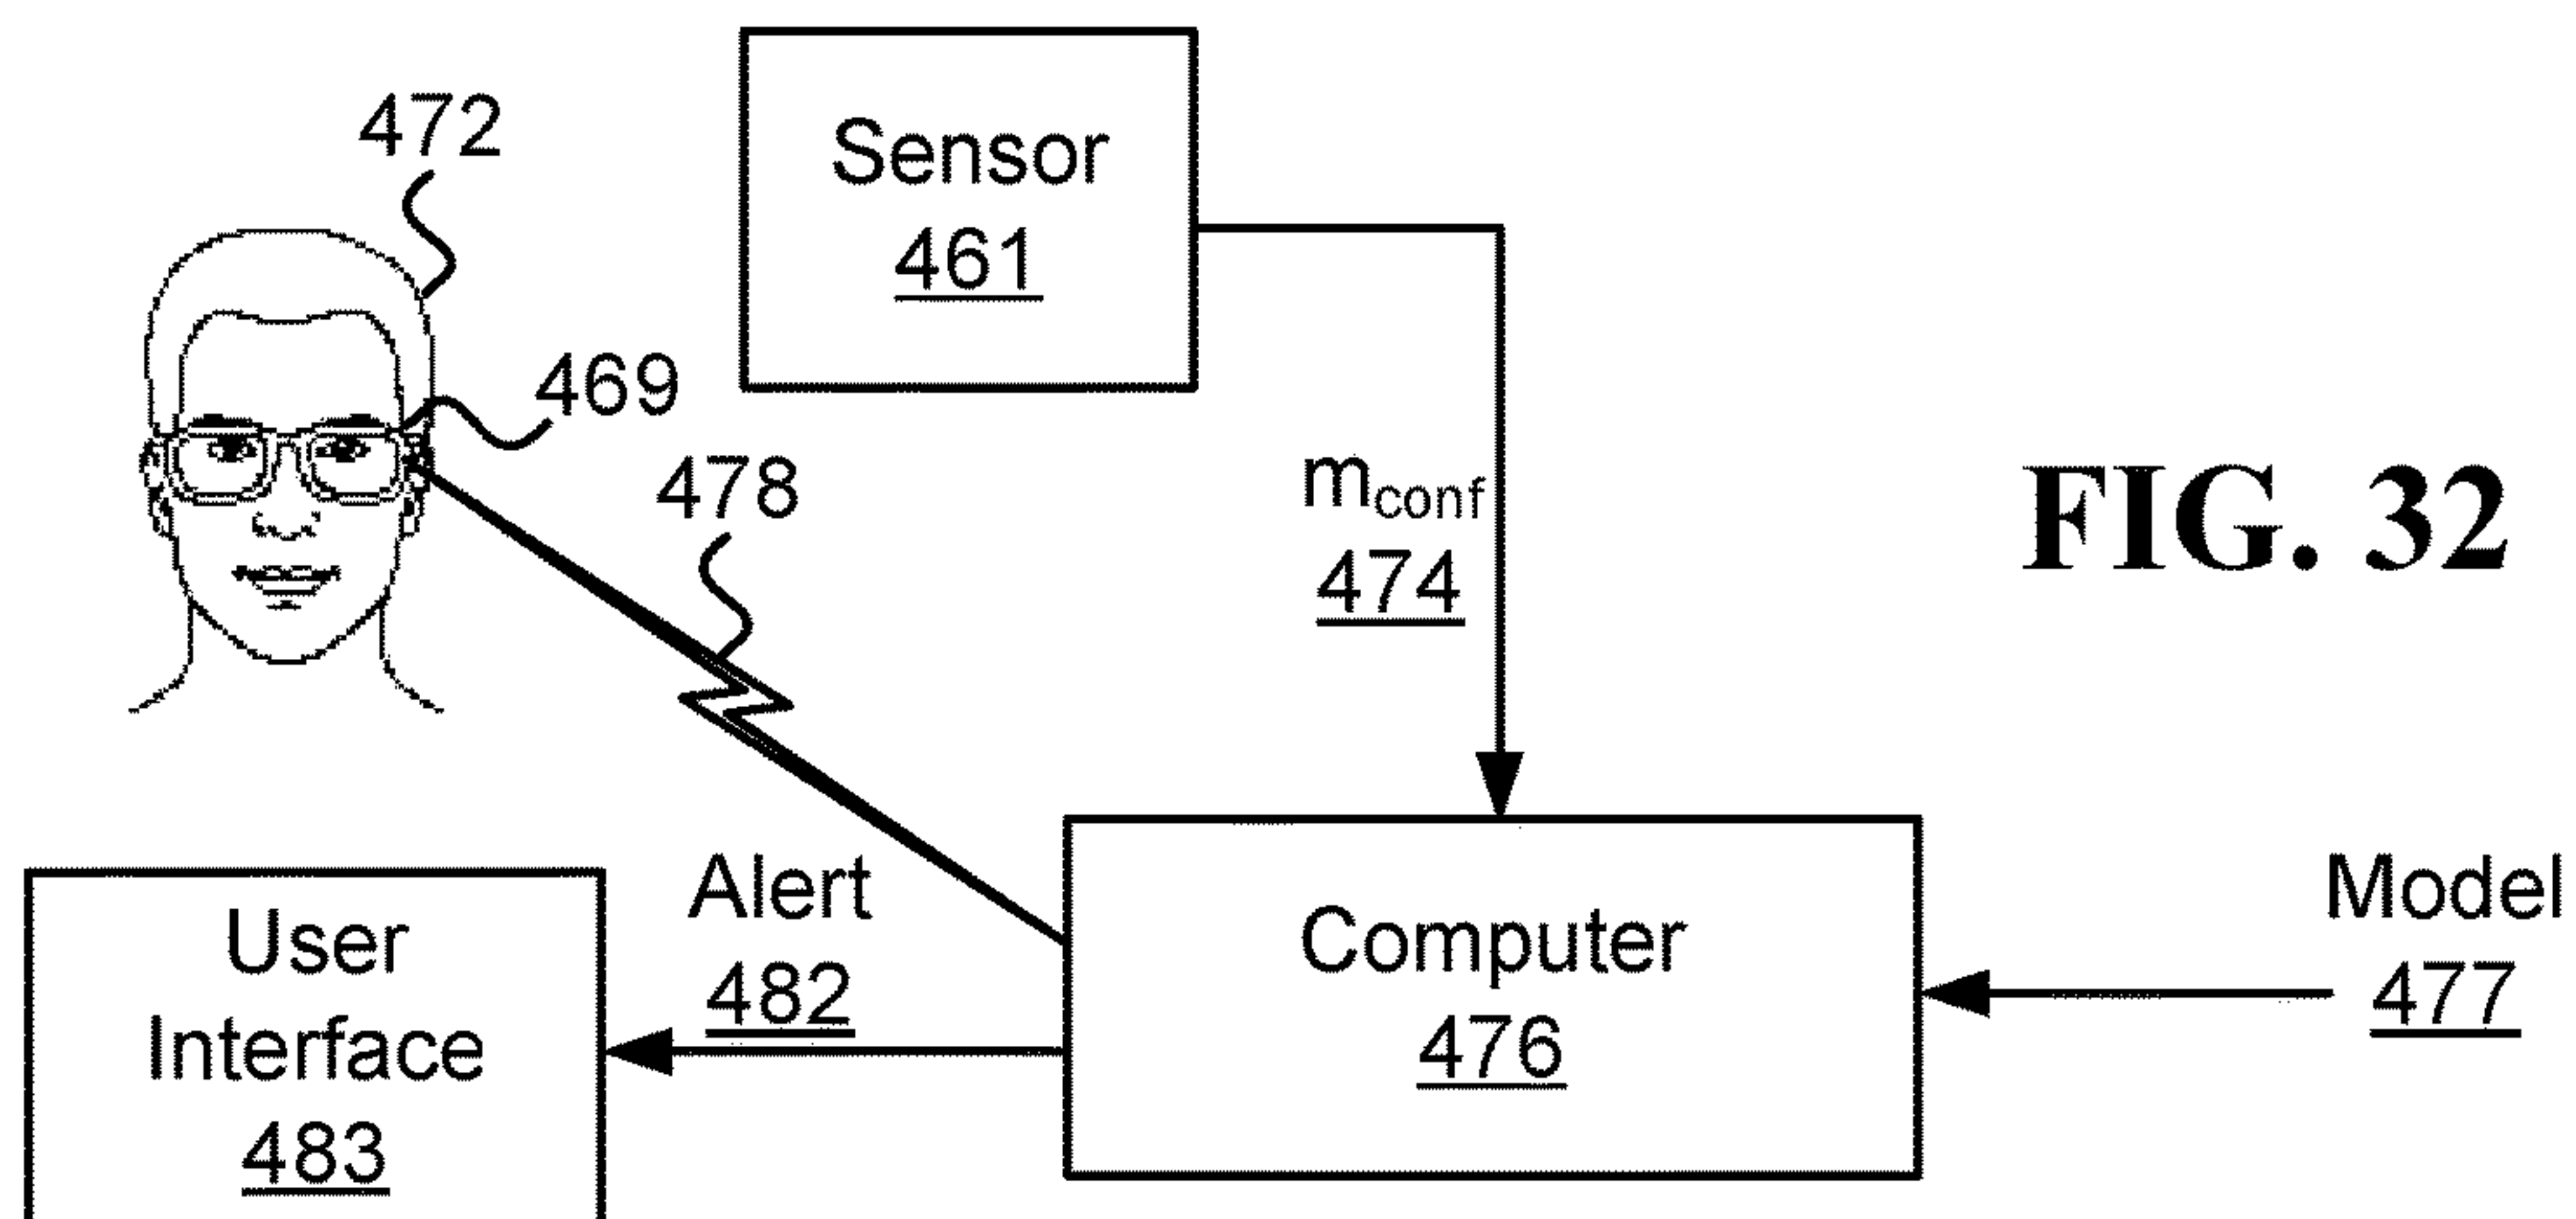 472
Sensor
461
469
478
m_conf
474
FIG. 32
User
Interface
483
Alert
482
Computer
476
Model
477